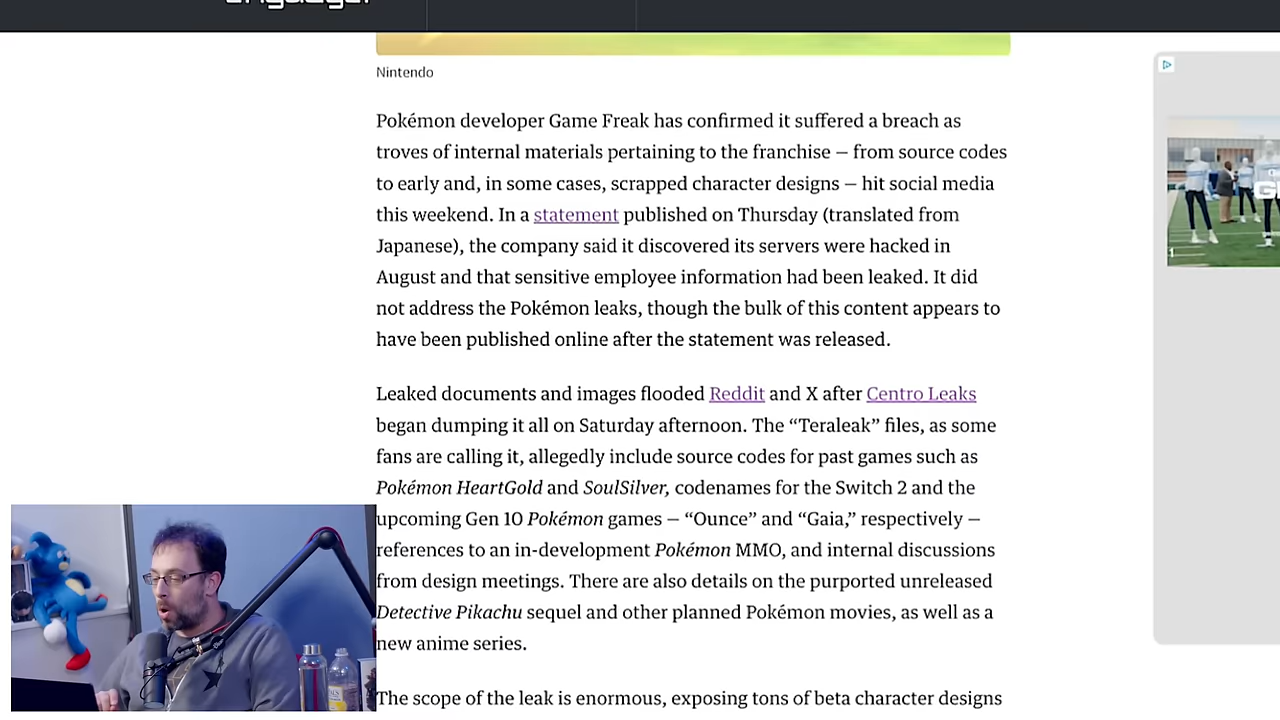 Nintendo
Pokémon developer Game Freak has confirmed it suffered a breach as
troves of internal materials pertaining to the franchise — from source codes
to early and, in some cases, scrapped character designs — hit social media
this weekend. In a statement published on Thursday (translated from
Japanese), the company said it discovered its servers were hacked in
August and that sensitive employee information had been leaked. It did
not address the Pokémon leaks, though the bulk of this content appears to
have been published online after the statement was released.
Leaked documents and images flooded Reddit and X after Centro Leaks
began dumping it all on Saturday afternoon. The “Teraleak” files, as some
fans are calling it, allegedly include source codes for past games such as
Pokémon HeartGold and SoulSilver, codenames for the Switch 2 and the
upcoming Gen 10 Pokémon games — “Ounce” and “Gaia,” respectively —
references to an in-development Pokémon MMO, and internal discussions
from design meetings. There are also details on the purported unreleased
Detective Pikachu sequel and other planned Pokémon movies, as well as a
new anime series.
The scope of the leak is enormous, exposing tons of beta character designs